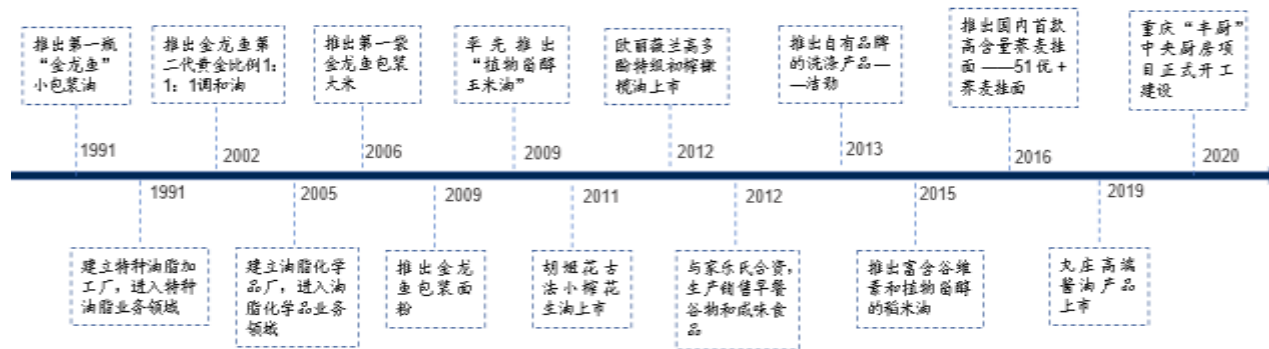 推出第一瓶
“金龙鱼”
小包装油
推出金龙鱼第
二代黄金比例1:
1：1调和油
推出第一袋
金龙鱼包装
大米
率先推出
“植物甾醇
玉米油”
欧丽薇兰高多
酚特级初榨橄
榄油上市
推出自有品牌
的洗涤产品—
—洁劲
推出国内首款
高含量荞麦挂
面——51优+
荞麦挂面
重庆“丰厨”
中央厨房项
目正式开工
建设
1991
2002
2006
2009
2012
2013
2016
2020
1991
2005
2009
2011
2012
2015
2019
建立特种油脂加
工厂，进入特种
油脂业务领域
建立油脂化学
品厂，进入油
脂化学品业务
领域
推出金龙
鱼包装面
粉
胡姬花古
法小榨花
生油上市
与家乐氏合资，
生产销售早餐
谷物和咸味食
品
推出富含谷维
素和植物甾醇
的稻米油
丸庄高端
酱油产品
上市